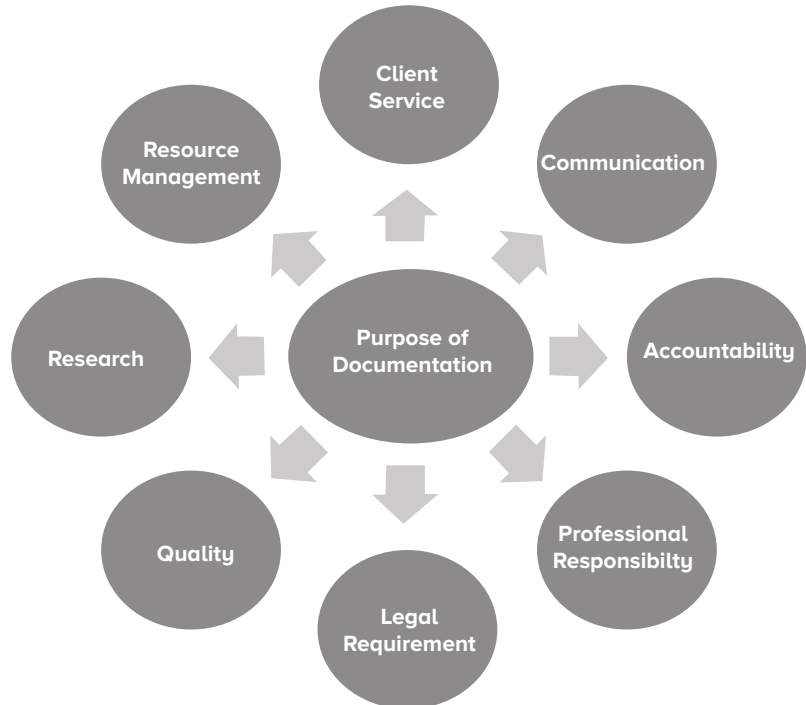 Client
Service
Communication
Accountability
Professional
Responsibilty
Legal
Requirement
Quality
Research
Resource
Management
Purpose of
Documentation